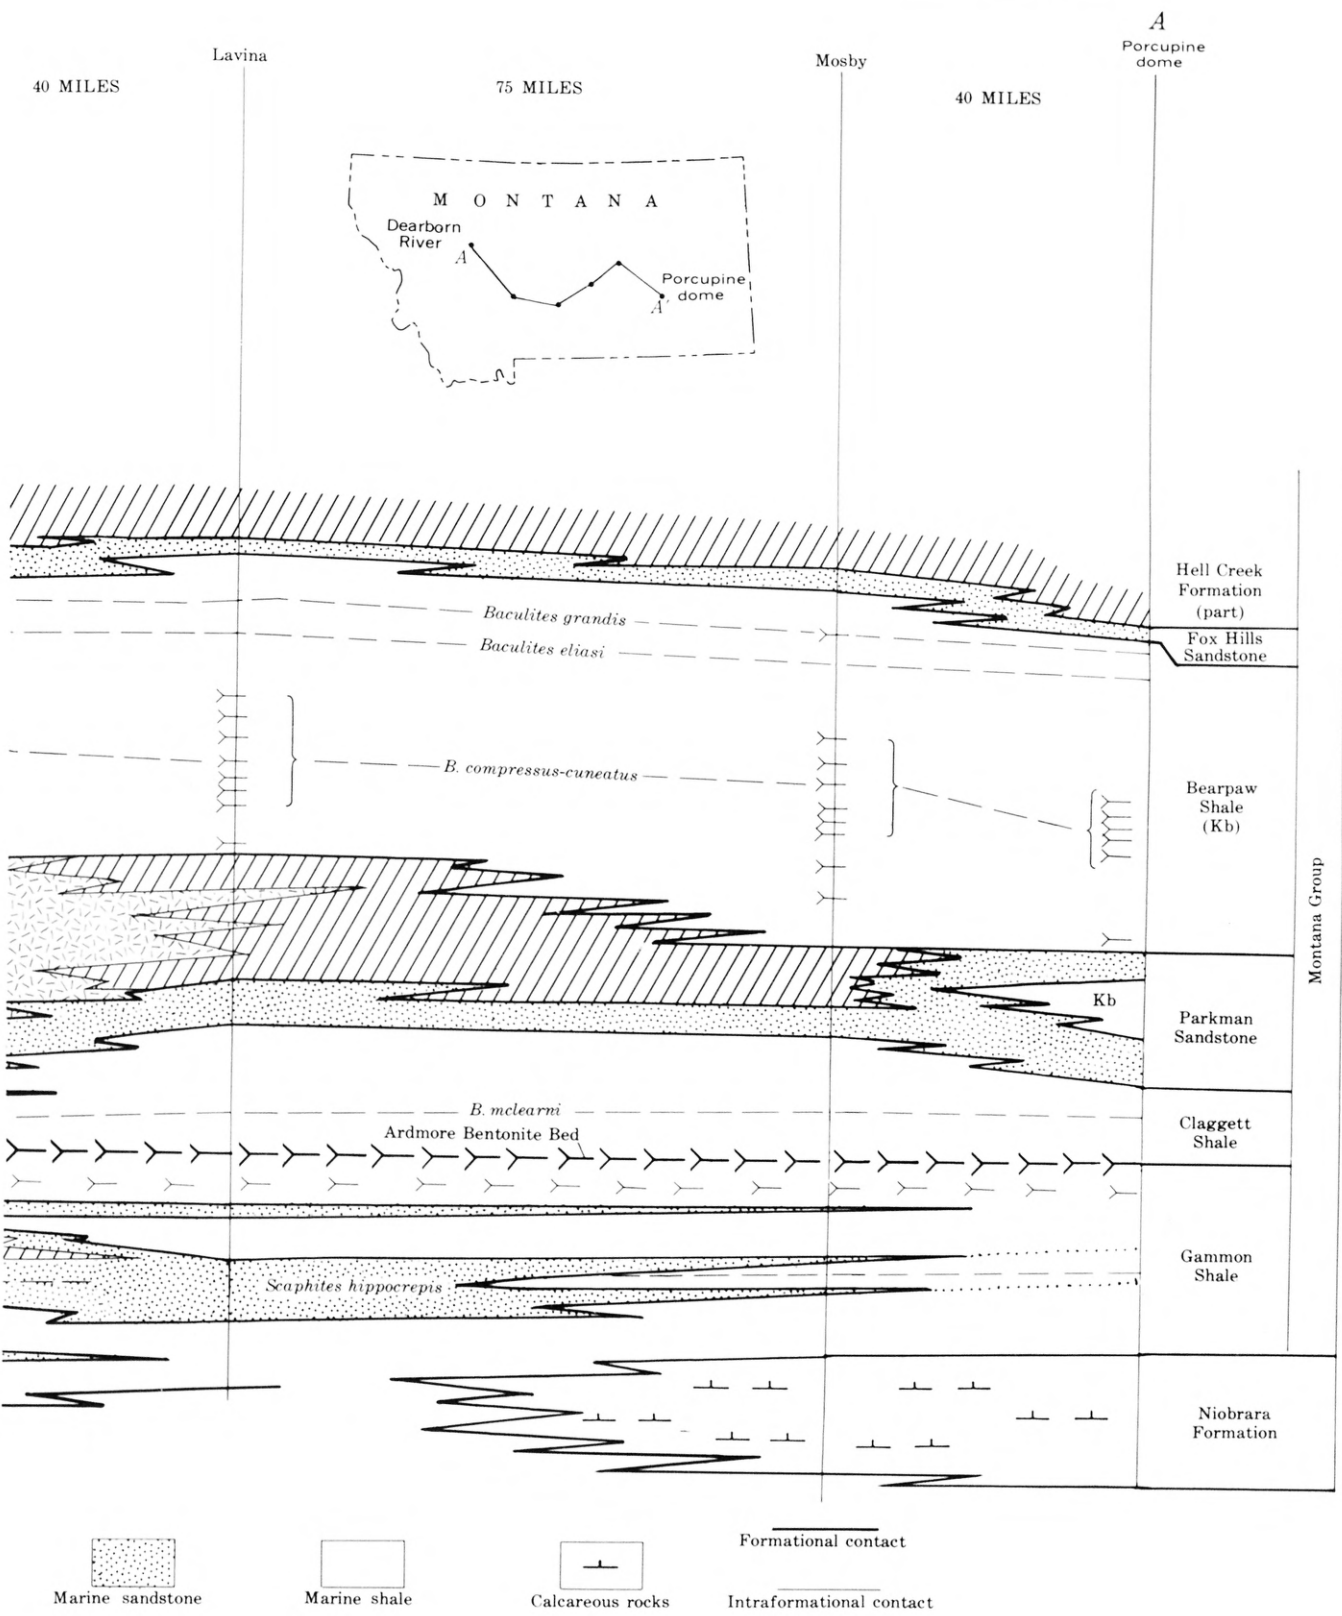 A
Lavina
Mosby
Porcupine
dome
40 MILES
75 MILES
40 MILES
MONTANA
Dearborn
River
A
Porcupine
dome
A'
Hell Creek
Formation
(part)
Baculites grandis
Fox Hills
Sandstone
Baculites eliasi
B. compressus-cuneatus
Bearpaw
Shale
(Kb)
Montana Group
Kb
Parkman
Sandstone
B. mclearni
Ardmore Bentonite Bed
Claggett
Shale
Gammon
Shale
Scaphites hippocrepis
Niobrara
Formation
Formational contact
Marine sandstone
Marine shale
Calcareous rocks
Intraformational contact